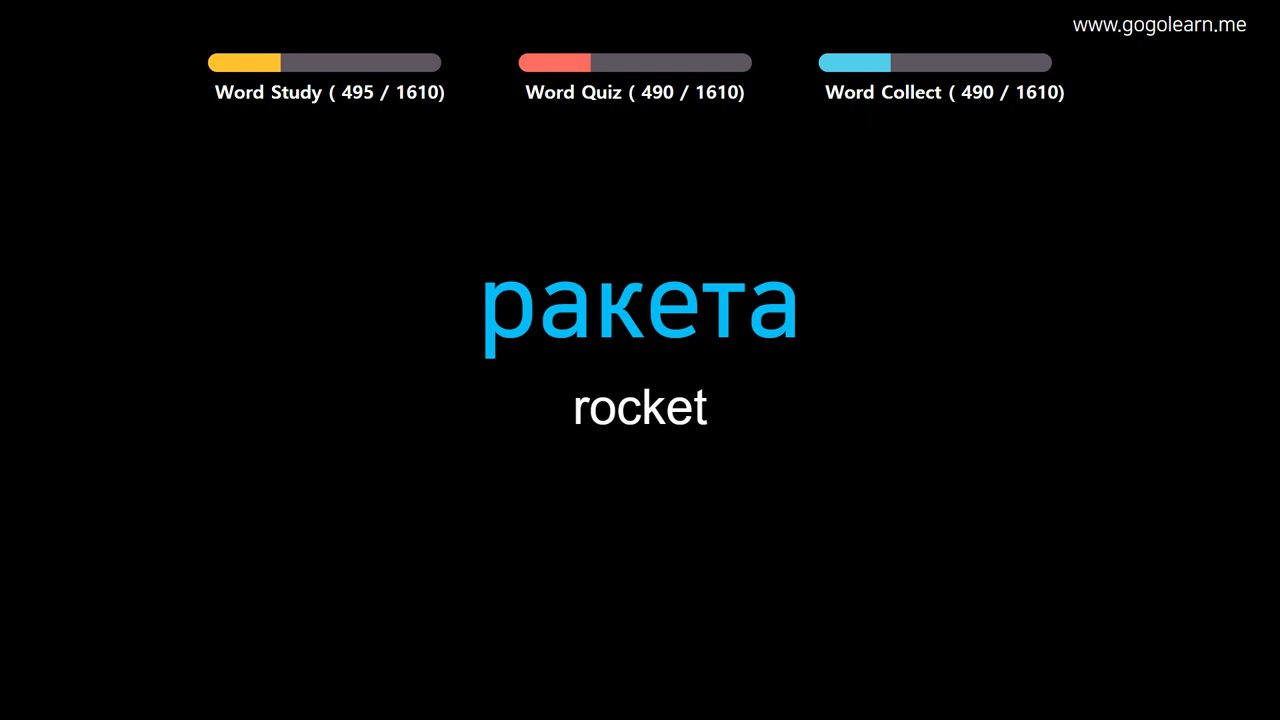 www.gogolearn.me
Word Study ( 495 / 1610)
Word Quiz ( 490 / 1610)
Word Collect ( 490 / 1610)
ракета
rocket